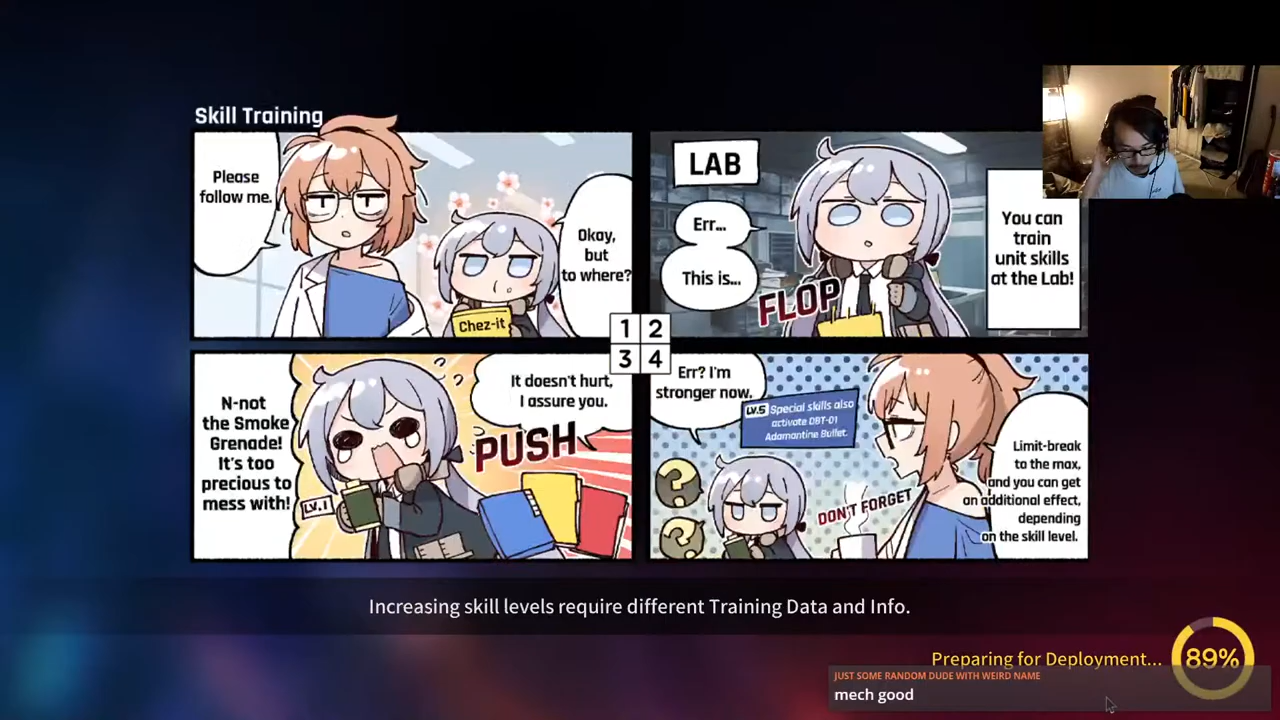 Skill Training
Please
follow me.
Okay,
but
to where?
Chez-it
LAB
Err...
This is...
FLOP
You can
train
unit skills
at the Lab!
1 2
3 4
N-not
the Smoke
Grenade!
It's too
precious to
mess with!
LV.1
It doesn't hurt,
I assure you.
PUSH
Err? I'm
stronger now.
LV.5 Special skills also
activate DBT-01
Adamantine Bullet.
? 
?
DON'T FORGET
Limit-break
to the max,
and you can get
an additional effect,
depending
on the skill level.
Increasing skill levels require different Training Data and Info.
Preparing for Deployment...
89%
JUST SOME RANDOM DUDE WITH WEIRD NAME
mech good